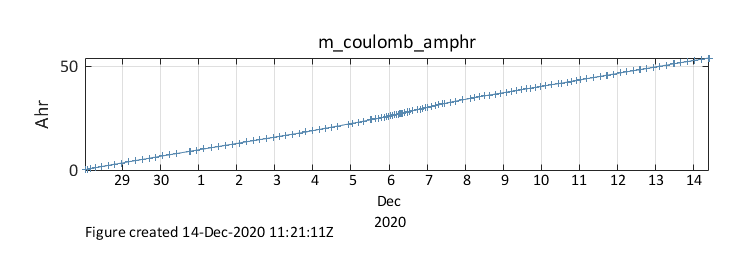 m_coulomb_amphr
50
Ahr
0
29 30 1 2 3 4 5 6 7 8 9 10 11 12 13 14
Dec
2020
Figure created 14-Dec-2020 11:21:11Z